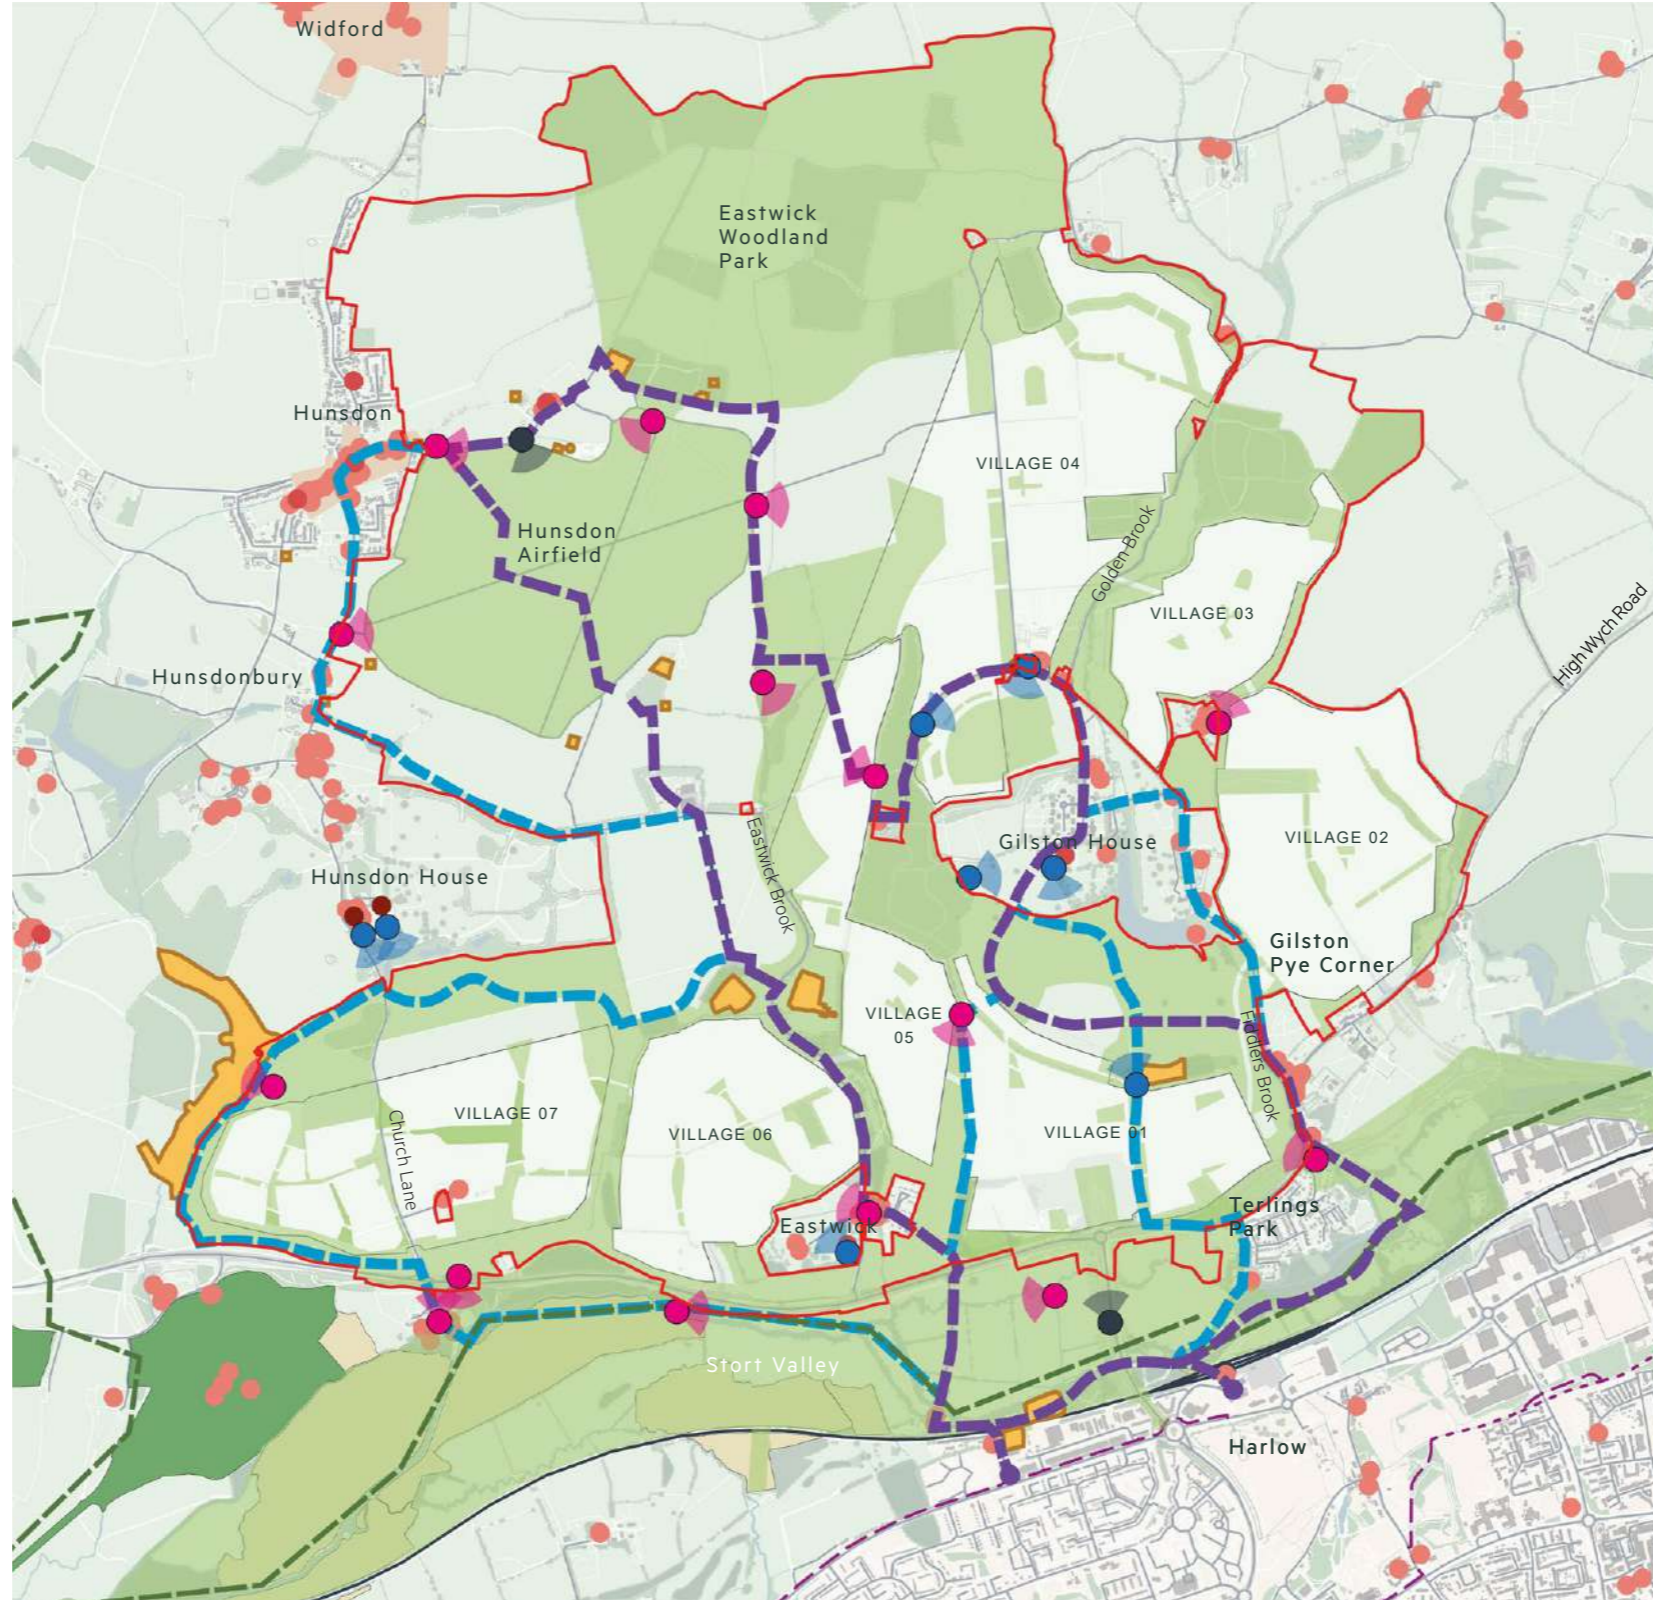 Widford
Eastwick
Woodland
Park
Hunsdon
VILLAGE 04
Hunsdon
Airfield
Golden Brook
VILLAGE 03
High Wych Road
Hunsdonbury
Eastwick Brook
Gilston House
VILLAGE 02
Hunsdon House
Gilston
Pye Corner
VILLAGE
05
Fiddlers Brook
Church Lane
VILLAGE 07
VILLAGE 06
VILLAGE 01
Eastwick
Terlings
Park
Stort Valley
Harlow